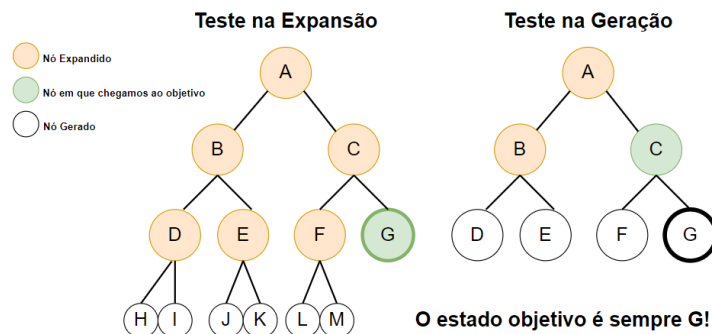 Teste na Expansão
Teste na Geração
Nó Expandido
Nó em que chegamos ao objetivo
Nó Gerado
A
B
C
D
E
F
G
H
I
J
K
L
M
A
B
C
D
E
F
G
O estado objetivo é sempre G!